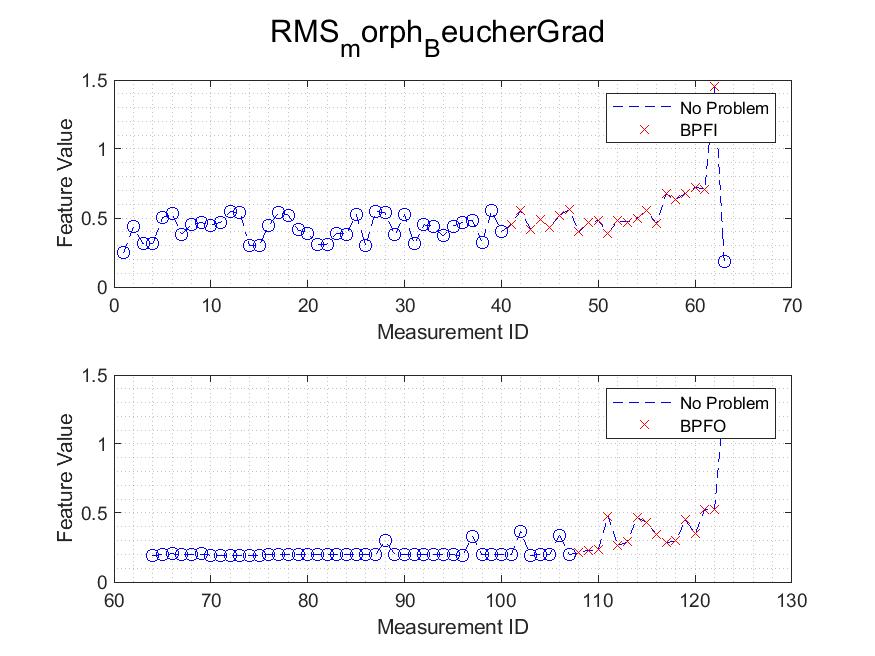 RMS_morph_BeucherGrad
1.5
1
0.5
0
Feature Value
No Problem
BPFI
0 10 20 30 40 50 60 70
Measurement ID
1.5
1
0.5
0
Feature Value
No Problem
BPFO
60 70 80 90 100 110 120 130
Measurement ID